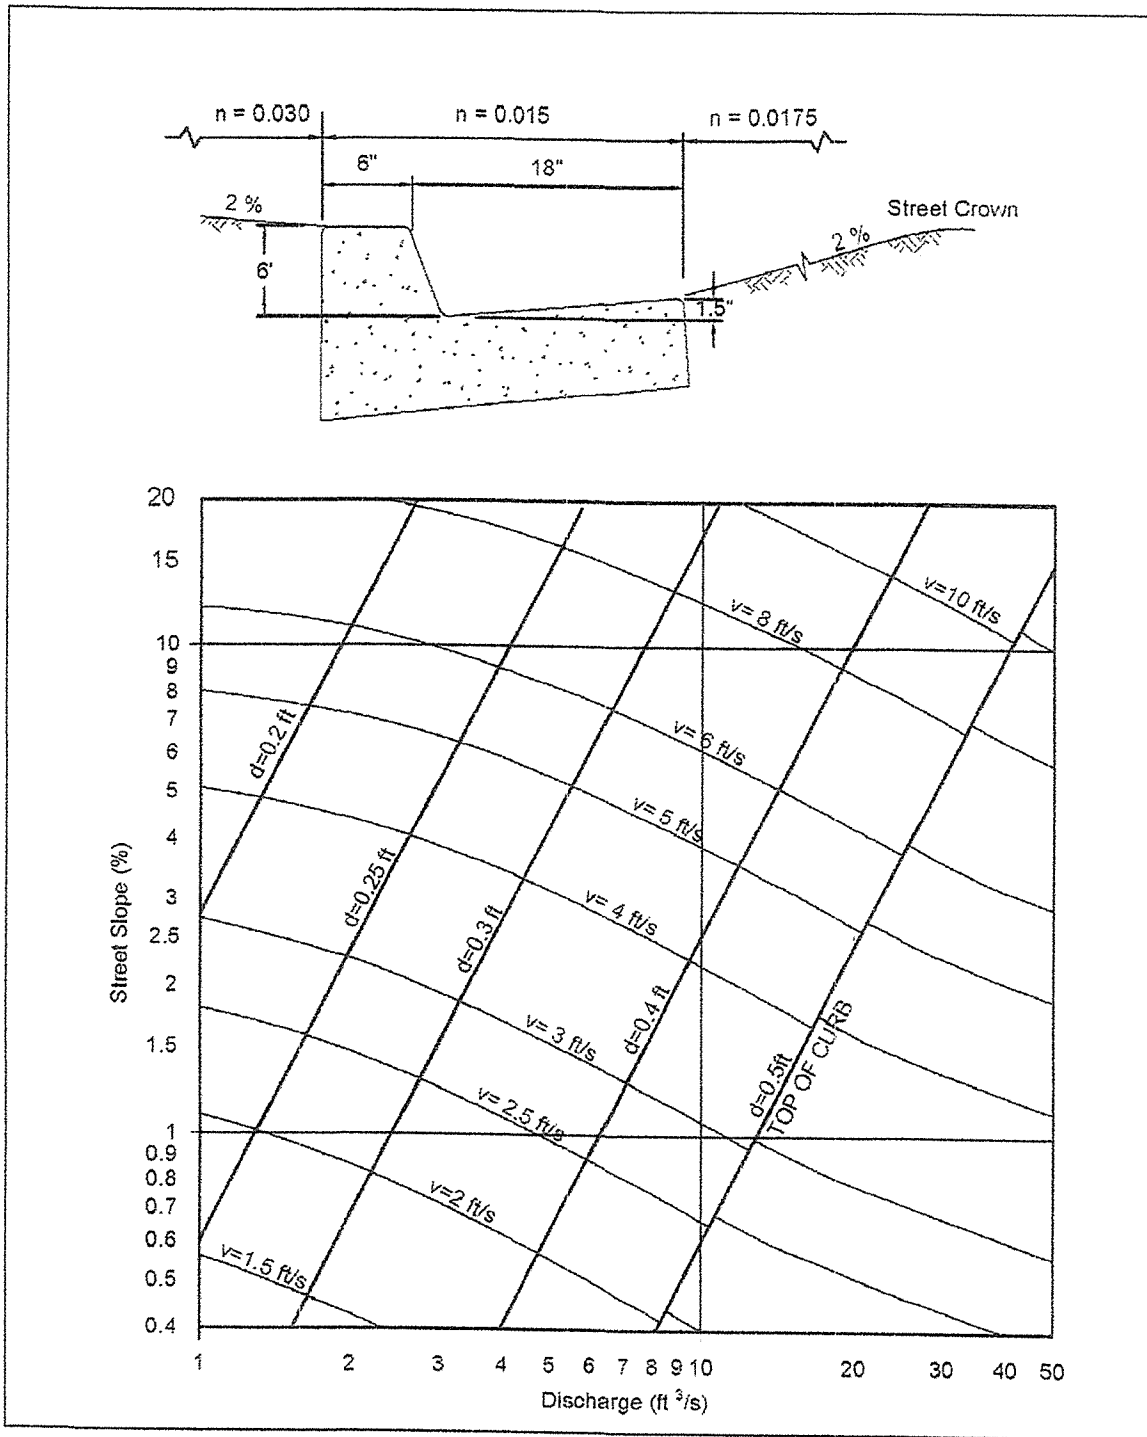 n = 0.030
n = 0.015
n = 0.0175
6"
18"
2 %
Street Crown
2 %
6'
1.5"
20
15
10
9
8
7
6
5
4
3
2.5
2
1.5
1
0.9
0.8
0.7
0.6
0.5
0.4
Street Slope (%)
v=10 ft/s
v= 8 ft/s
v= 6 ft/s
v= 5 ft/s
v= 4 ft/s
v= 3 ft/s
v= 2.5 ft/s
v=2 ft/s
v=1.5 ft/s
d=0.2 ft
d=0.25 ft
d=0.3 ft
d=0.4 ft
d=0.5ft
TOP OF CURB
1 2 3 4 5 6 7 8 9 10 20 30 40 50
Discharge (ft ³/s)